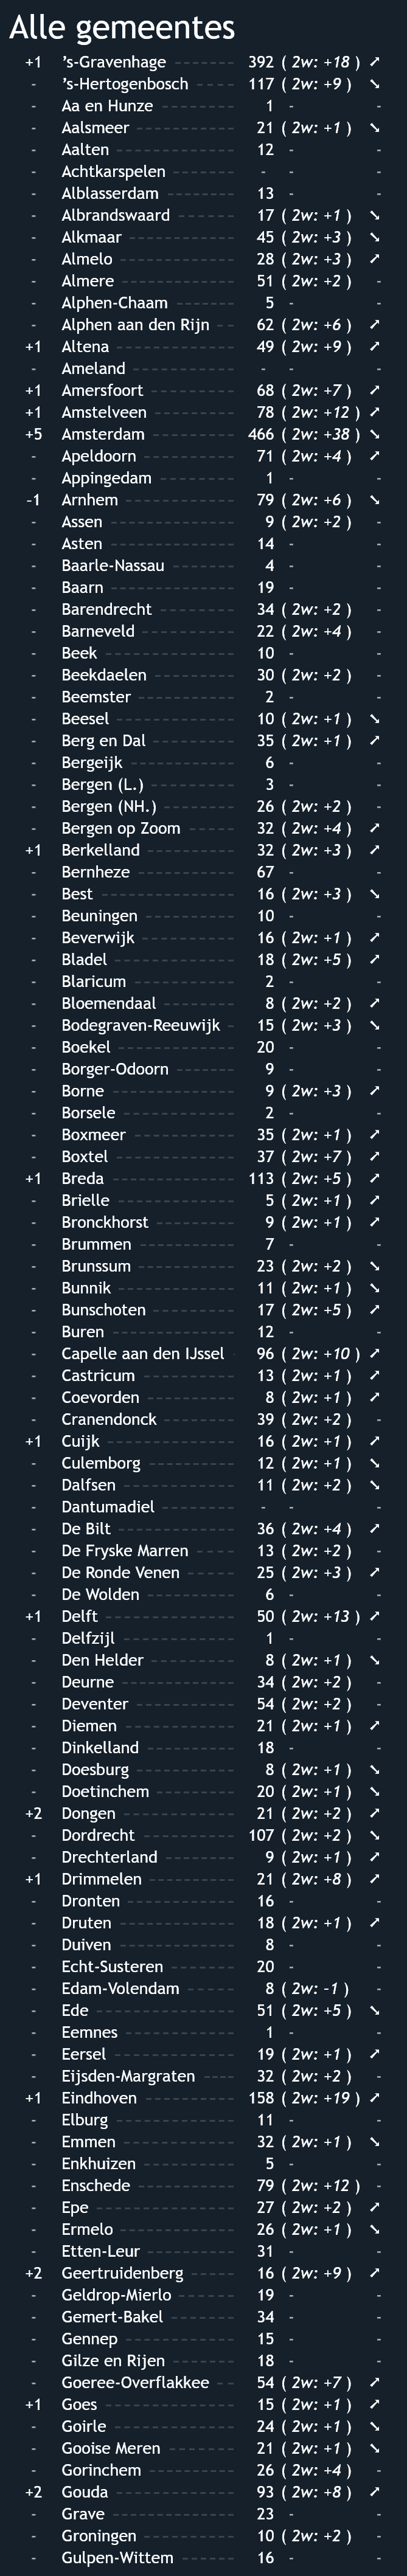 Alle gemeentes
+1 ’s-Gravenhage 392 ( 2w: +18 ) ↗
- ’s-Hertogenbosch 117 ( 2w: +9 ) ↘
- Aa en Hunze 1 - -
- Aalsmeer 21 ( 2w: +1 ) ↘
- Aalten 12 - -
- Achtkarspelen - - -
- Alblasserdam 13 - -
- Albrandswaard 17 ( 2w: +1 ) ↘
- Alkmaar 45 ( 2w: +3 ) ↘
- Almelo 28 ( 2w: +3 ) ↗
- Almere 51 ( 2w: +2 ) -
- Alphen-Chaam 5 - -
- Alphen aan den Rijn 62 ( 2w: +6 ) ↗
+1 Altena 49 ( 2w: +9 ) ↗
- Ameland - - -
+1 Amersfoort 68 ( 2w: +7 ) ↗
+1 Amstelveen 78 ( 2w: +12 ) ↗
+5 Amsterdam 466 ( 2w: +38 ) ↘
- Apeldoorn 71 ( 2w: +4 ) ↗
- Appingedam 1 - -
-1 Arnhem 79 ( 2w: +6 ) ↘
- Assen 9 ( 2w: +2 ) -
- Asten 14 - -
- Baarle-Nassau 4 - -
- Baarn 19 - -
- Barendrecht 34 ( 2w: +2 ) -
- Barneveld 22 ( 2w: +4 ) -
- Beek 10 - -
- Beekdaelen 30 ( 2w: +2 ) -
- Beemster 2 - -
- Beesel 10 ( 2w: +1 ) ↘
- Berg en Dal 35 ( 2w: +1 ) ↗
- Bergeijk 6 - -
- Bergen (L.) 3 - -
- Bergen (NH.) 26 ( 2w: +2 ) -
- Bergen op Zoom 32 ( 2w: +4 ) ↗
+1 Berkelland 32 ( 2w: +3 ) ↗
- Bernheze 67 - -
- Best 16 ( 2w: +3 ) ↘
- Beuningen 10 - -
- Beverwijk 16 ( 2w: +1 ) ↗
- Bladel 18 ( 2w: +5 ) ↗
- Blaricum 2 - -
- Bloemendaal 8 ( 2w: +2 ) ↗
- Bodegraven-Reeuwijk 15 ( 2w: +3 ) ↘
- Boekel 20 - -
- Borger-Odoorn 9 - -
- Borne 9 ( 2w: +3 ) ↗
- Borsele 2 - -
- Boxmeer 35 ( 2w: +1 ) ↗
- Boxtel 37 ( 2w: +7 ) ↗
+1 Breda 113 ( 2w: +5 ) ↗
- Brielle 5 ( 2w: +1 ) ↗
- Bronckhorst 9 ( 2w: +1 ) ↗
- Brummen 7 - -
- Brunssum 23 ( 2w: +2 ) ↘
- Bunnik 11 ( 2w: +1 ) ↘
- Bunschoten 17 ( 2w: +5 ) ↗
- Buren 12 - -
- Capelle aan den IJssel 96 ( 2w: +10 ) ↗
- Castricum 13 ( 2w: +1 ) ↗
- Coevorden 8 ( 2w: +1 ) ↗
- Cranendonck 39 ( 2w: +2 ) -
+1 Cuijk 16 ( 2w: +1 ) ↗
- Culemborg 12 ( 2w: +1 ) ↘
- Dalfsen 11 ( 2w: +2 ) ↘
- Dantumadiel - - -
- De Bilt 36 ( 2w: +4 ) ↗
- De Fryske Marren 13 ( 2w: +2 ) -
- De Ronde Venen 25 ( 2w: +3 ) ↗
- De Wolden 6 - -
+1 Delft 50 ( 2w: +13 ) ↗
- Delfzijl 1 - -
- Den Helder 8 ( 2w: +1 ) ↘
- Deurne 34 ( 2w: +2 ) -
- Deventer 54 ( 2w: +2 ) -
- Diemen 21 ( 2w: +1 ) ↗
- Dinkelland 18 - -
- Doesburg 8 ( 2w: +1 ) ↘
- Doetinchem 20 ( 2w: +1 ) ↘
+2 Dongen 21 ( 2w: +2 ) ↗
- Dordrecht 107 ( 2w: +2 ) ↘
- Drechterland 9 ( 2w: +1 ) ↗
+1 Drimmelen 21 ( 2w: +8 ) ↗
- Dronten 16 - -
- Druten 18 ( 2w: +1 ) ↗
- Duiven 8 - -
- Echt-Susteren 20 - -
- Edam-Volendam 8 ( 2w: -1 ) -
- Ede 51 ( 2w: +5 ) ↘
- Eemnes 1 - -
- Eersel 19 ( 2w: +1 ) ↗
- Eijsden-Margraten 32 ( 2w: +2 ) -
+1 Eindhoven 158 ( 2w: +19 ) ↗
- Elburg 11 - -
- Emmen 32 ( 2w: +1 ) ↘
- Enkhuizen 5 - -
- Enschede 79 ( 2w: +12 ) -
- Epe 27 ( 2w: +2 ) ↗
- Ermelo 26 ( 2w: +1 ) ↘
- Etten-Leur 31 - -
+2 Geertruidenberg 16 ( 2w: +9 ) ↗
- Geldrop-Mierlo 19 - -
- Gemert-Bakel 34 - -
- Gennep 15 - -
- Gilze en Rijen 18 - -
- Goeree-Overflakkee 54 ( 2w: +7 ) ↗
+1 Goes 15 ( 2w: +1 ) ↗
- Goirle 24 ( 2w: +1 ) ↘
- Gooise Meren 21 ( 2w: +1 ) ↘
- Gorinchem 26 ( 2w: +4 ) -
+2 Gouda 93 ( 2w: +8 ) ↗
- Grave 23 - -
- Groningen 10 ( 2w: +2 ) -
- Gulpen-Wittem 16 - -